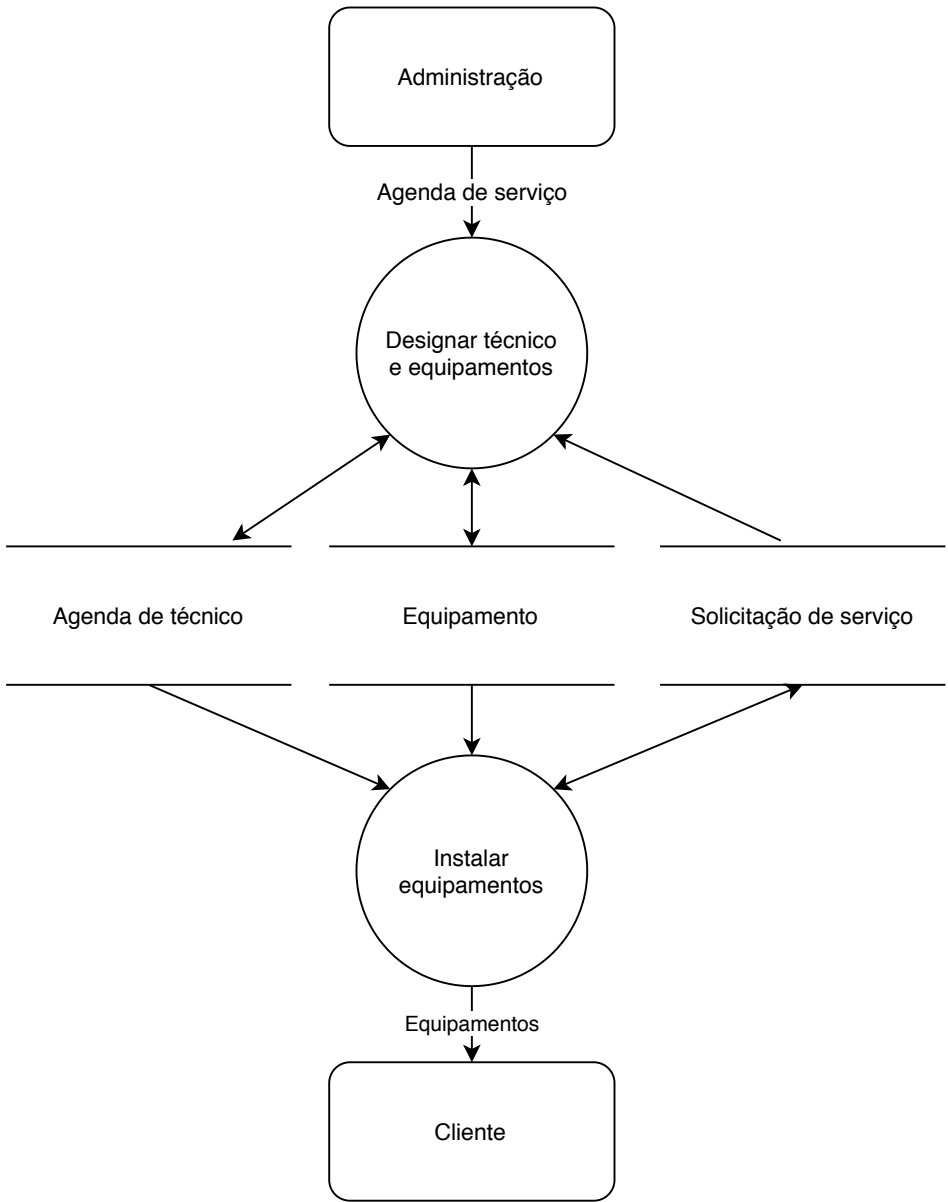 Administração
Agenda de serviço
Designar técnico
e equipamentos
Agenda de técnico
Equipamento
Solicitação de serviço
Instalar
equipamentos
Equipamentos
Cliente